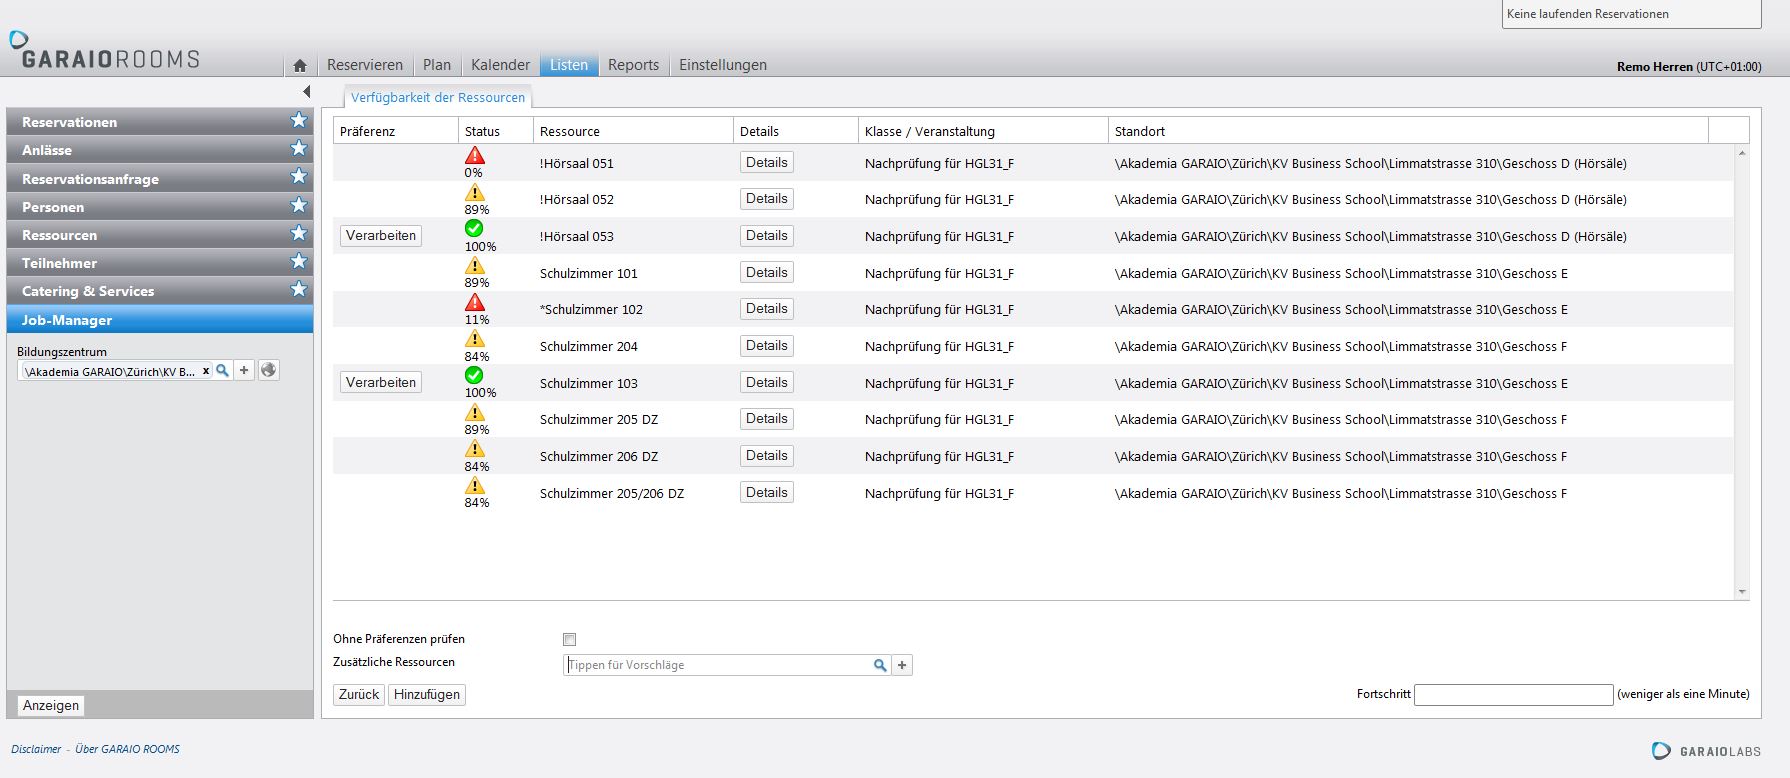 Keine laufenden Reservationen
GARAIOROOMS
Reservieren Plan Kalender Listen Reports Einstellungen
Remo Herren (UTC+01:00)
Verfügbarkeit der Ressourcen
Reservationen
Anlässe
Reservationsanfrage
Personen
Ressourcen
Teilnehmer
Catering & Services
Job-Manager
Bildungszentrum
\Akademia GARAIO\Zürich\KV B... x
Anzeigen
Präferenz Status Ressource Details Klasse / Veranstaltung Standort
0% !Hörsaal 051 Details Nachprüfung für HGL31_F \Akademia GARAIO\Zürich\KV Business School\Limmatstrasse 310\Geschoss D (Hörsäle)
89% !Hörsaal 052 Details Nachprüfung für HGL31_F \Akademia GARAIO\Zürich\KV Business School\Limmatstrasse 310\Geschoss D (Hörsäle)
Verarbeiten 100% !Hörsaal 053 Details Nachprüfung für HGL31_F \Akademia GARAIO\Zürich\KV Business School\Limmatstrasse 310\Geschoss D (Hörsäle)
89% Schulzimmer 101 Details Nachprüfung für HGL31_F \Akademia GARAIO\Zürich\KV Business School\Limmatstrasse 310\Geschoss E
11% *Schulzimmer 102 Details Nachprüfung für HGL31_F \Akademia GARAIO\Zürich\KV Business School\Limmatstrasse 310\Geschoss E
84% Schulzimmer 204 Details Nachprüfung für HGL31_F \Akademia GARAIO\Zürich\KV Business School\Limmatstrasse 310\Geschoss F
Verarbeiten 100% Schulzimmer 103 Details Nachprüfung für HGL31_F \Akademia GARAIO\Zürich\KV Business School\Limmatstrasse 310\Geschoss E
89% Schulzimmer 205 DZ Details Nachprüfung für HGL31_F \Akademia GARAIO\Zürich\KV Business School\Limmatstrasse 310\Geschoss F
84% Schulzimmer 206 DZ Details Nachprüfung für HGL31_F \Akademia GARAIO\Zürich\KV Business School\Limmatstrasse 310\Geschoss F
84% Schulzimmer 205/206 DZ Details Nachprüfung für HGL31_F \Akademia GARAIO\Zürich\KV Business School\Limmatstrasse 310\Geschoss F
Ohne Präferenzen prüfen
Zusätzliche Ressourcen Tippen für Vorschläge
Zurück Hinzufügen
Fortschritt (weniger als eine Minute)
Disclaimer - Über GARAIO ROOMS
GARAIOLABS